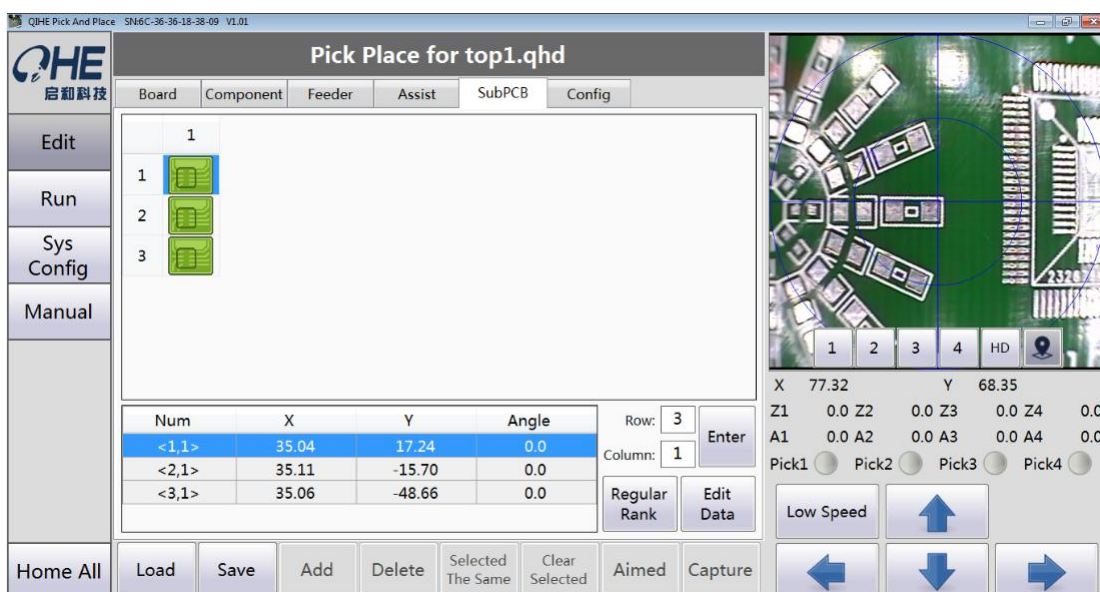 QIHE Pick And Place SN:6C-36-36-18-38-09 V1.01
QHE
启和科技
Pick Place for top1.qhd
Board Component Feeder Assist SubPCB Config
Edit
Run
Sys
Config
Manual
Home All
1
1
2
3
Num X Y Angle
<1,1> 35.04 17.24 0.0
<2,1> 35.11 -15.70 0.0
<3,1> 35.06 -48.66 0.0
Row: 3
Column: 1
Enter
Regular
Rank
Edit
Data
Load Save Add Delete Selected
The Same
Clear
Selected
Aimed Capture
2328
1 2 3 4 HD
X 77.32 Y 68.35
Z1 0.0 Z2 0.0 Z3 0.0 Z4 0.0
A1 0.0 A2 0.0 A3 0.0 A4 0.0
Pick1 Pick2 Pick3 Pick4
Low Speed